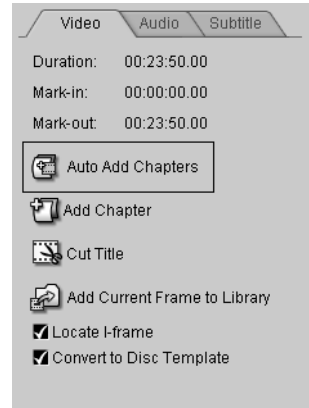 Video Audio Subtitle
Duration: 00:23:50.00
Mark-in: 00:00:00.00
Mark-out: 00:23:50.00
Auto Add Chapters
Add Chapter
Cut Title
Add Current Frame to Library
Locate I-frame
Convert to Disc Template